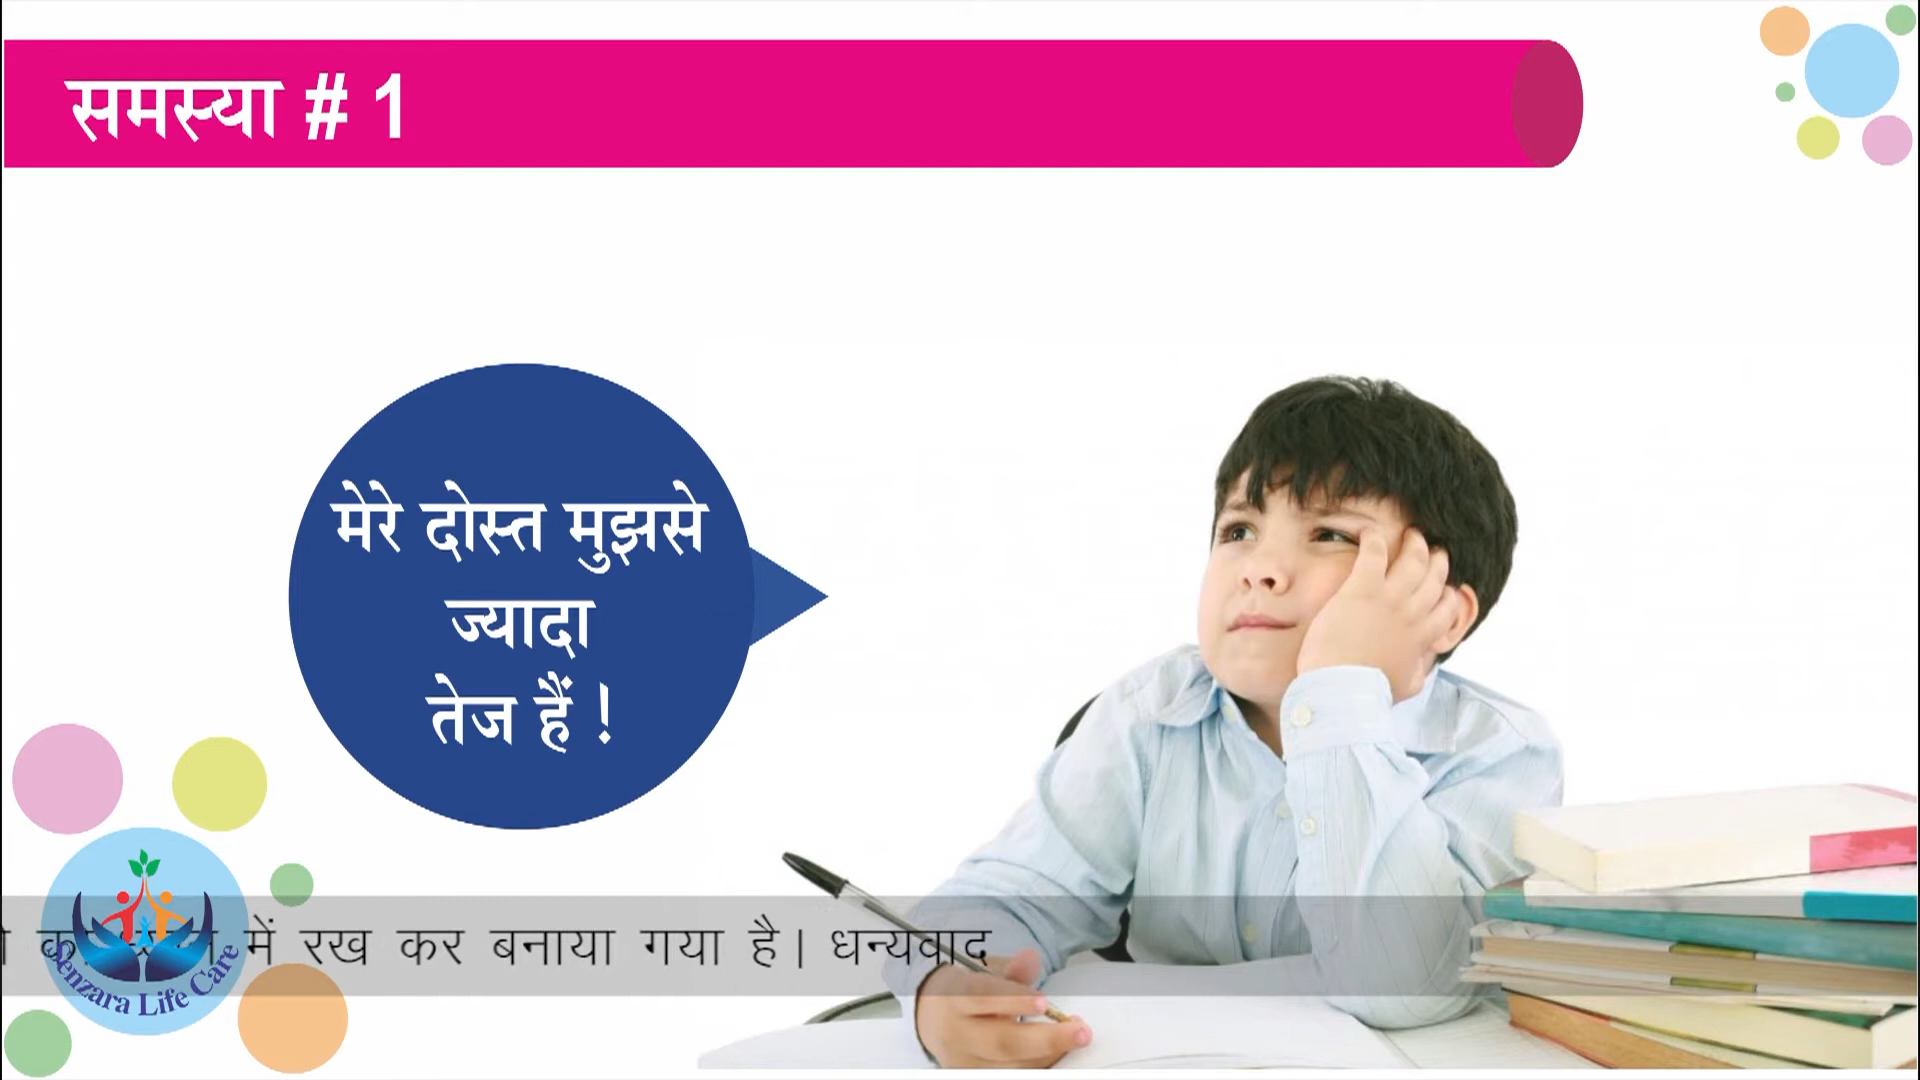 समस्या # 1
मेरे दोस्त मुझसे
ज्यादा
तेज हैं !
में रख कर बनाया गया है। धन्यवाद
Senzara Life Care